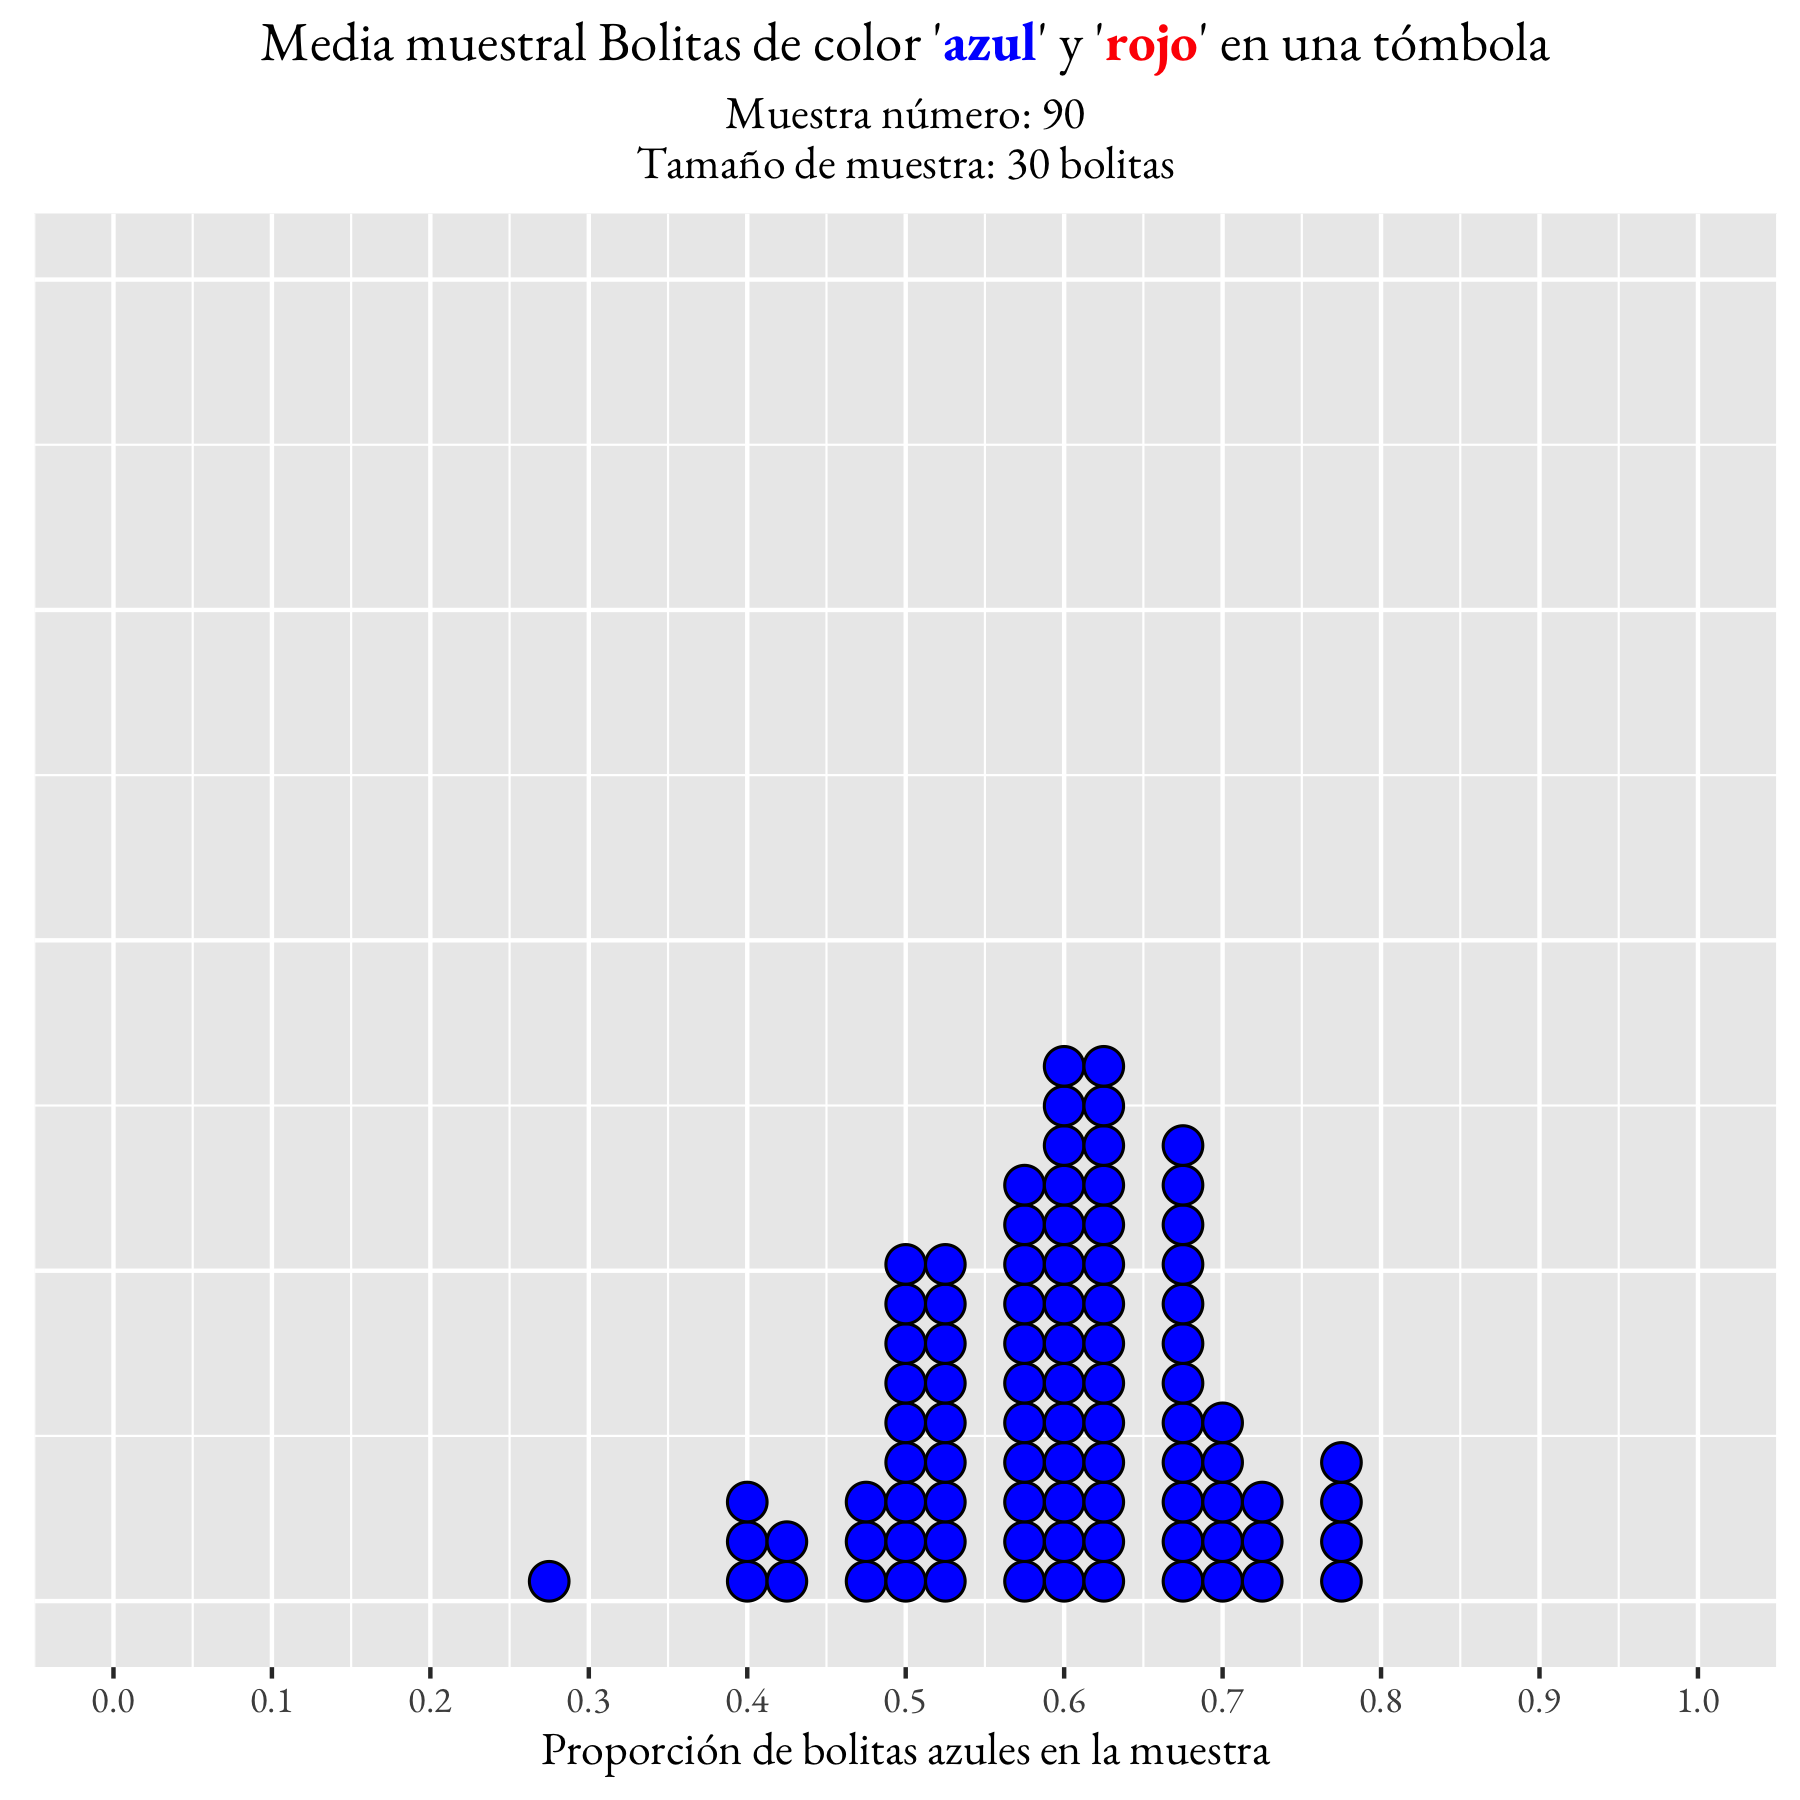 Media muestral Bolitas de color 'azul' y 'rojo' en una tómbola
Muestra número: 90
Tamaño de muestra: 30 bolitas
0.0 0.1 0.2 0.3 0.4 0.5 0.6 0.7 0.8 0.9 1.0
Proporción de bolitas azules en la muestra